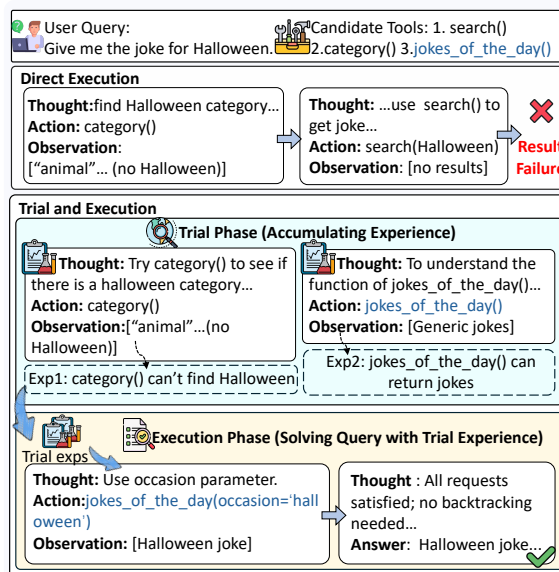 User Query:
Give me the joke for Halloween.
Candidate Tools: 1. search()
2.category() 3.jokes_of_the_day()
Direct Execution
Thought:find Halloween category...
Action: category()
Observation:
[“animal”... (no Halloween)]
Thought: ...use search() to
get joke...
Action: search(Halloween)
Observation: [no results]
Result
Failure
Trial and Execution
Trial Phase (Accumulating Experience)
Thought: Try category() to see if
there is a halloween category...
Action: category()
Observation:[“animal”...(no
Halloween)]
Exp1: category() can’t find Halloween
Thought: To understand the
function of jokes_of_the_day()...
Action: jokes_of_the_day()
Observation: [Generic jokes]
Exp2: jokes_of_the_day() can
return jokes
Trial exps
Execution Phase (Solving Query with Trial Experience)
Thought: Use occasion parameter.
Action:jokes_of_the_day(occasion=‘hall
oween’)
Observation: [Halloween joke]
Thought : All requests
satisfied; no backtracking
needed...
Answer: Halloween joke...